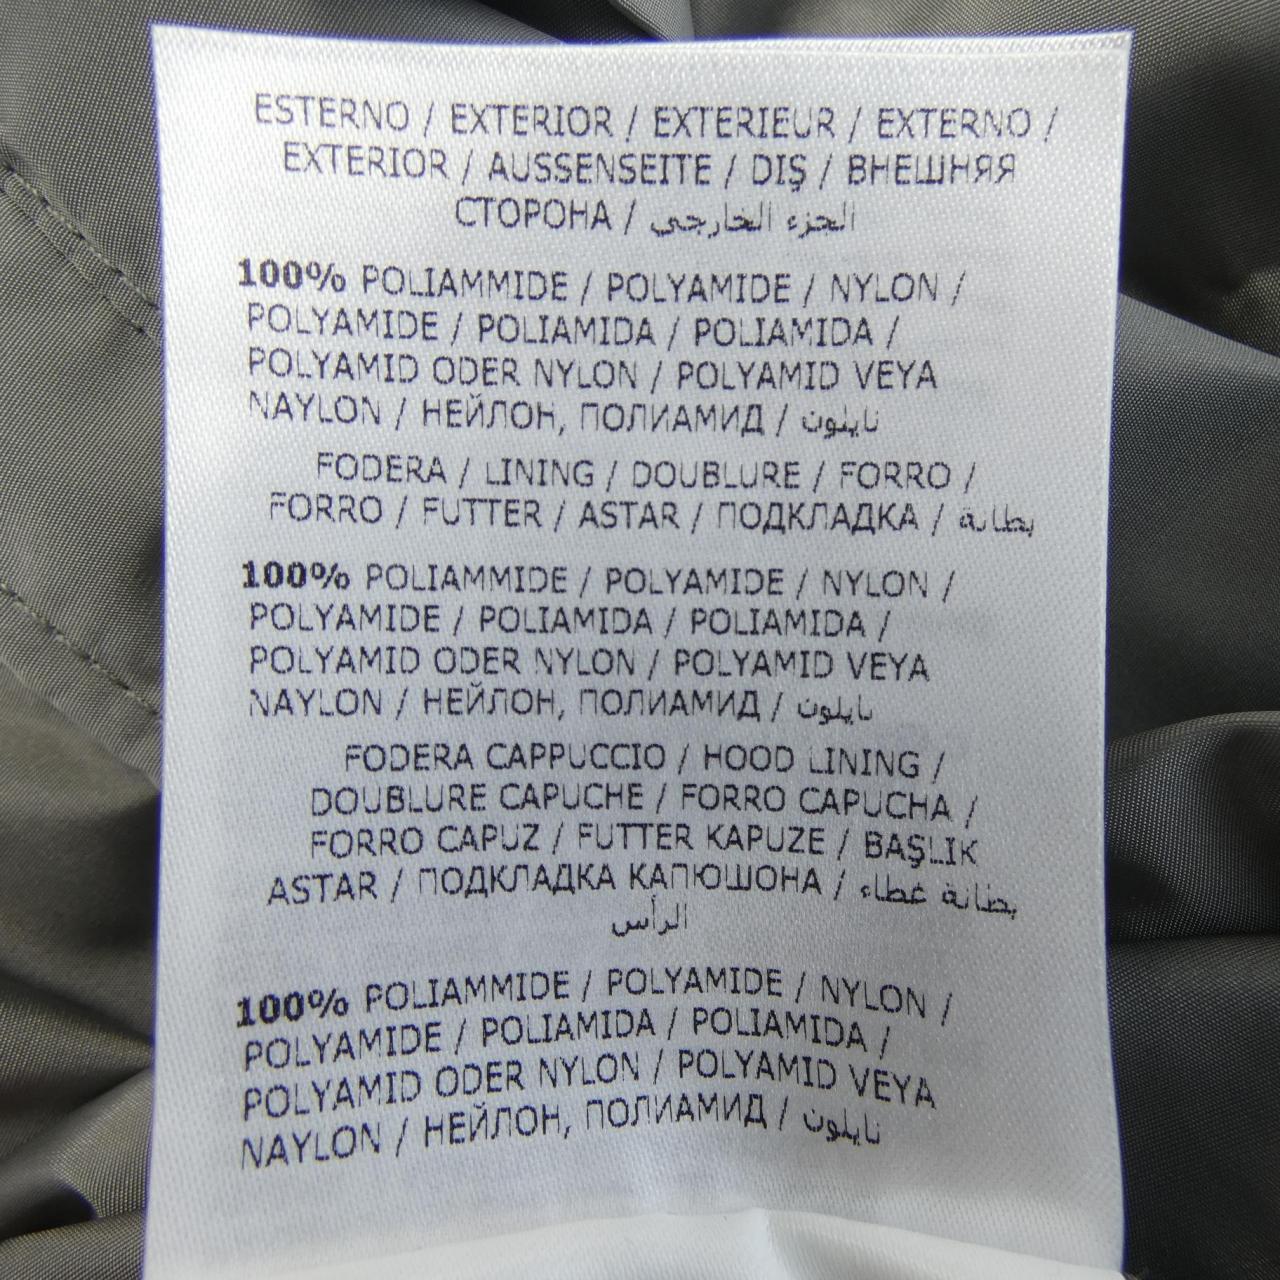 ESTERNO / EXTERIOR / EXTERIEUR / EXTERNO /
EXTERIOR / AUSSENSEITE / DIŞ / ВНЕШНЯЯ
СТОРОНА / الجزء الخارجي
100% POLIAMMIDE / POLYAMIDE / NYLON /
POLYAMIDE / POLIAMIDA / POLIAMIDA /
POLYAMID ODER NYLON / POLYAMID VEYA
NAYLON / НЕЙЛОН, ПОЛИАМИД / نايلون
FODERA / LINING / DOUBLURE / FORRO /
FORRO / FUTTER / ASTAR / ПОДКЛАДКА / بطانة
100% POLIAMMIDE / POLYAMIDE / NYLON /
POLYAMIDE / POLIAMIDA / POLIAMIDA /
POLYAMID ODER NYLON / POLYAMID VEYA
NAYLON / НЕЙЛОН, ПОЛИАМИД / نايلون
FODERA CAPPUCCIO / HOOD LINING /
DOUBLURE CAPUCHE / FORRO CAPUCHA /
FORRO CAPUZ / FUTTER KAPUZE / BAŞLIK
ASTAR / ПОДКЛАДКА КАПЮШОНА / بطانة غطاء
الرأس
100% POLIAMMIDE / POLYAMIDE / NYLON /
POLYAMIDE / POLIAMIDA / POLIAMIDA /
POLYAMID ODER NYLON / POLYAMID VEYA
NAYLON / НЕЙЛОН, ПОЛИАМИД / نايلون